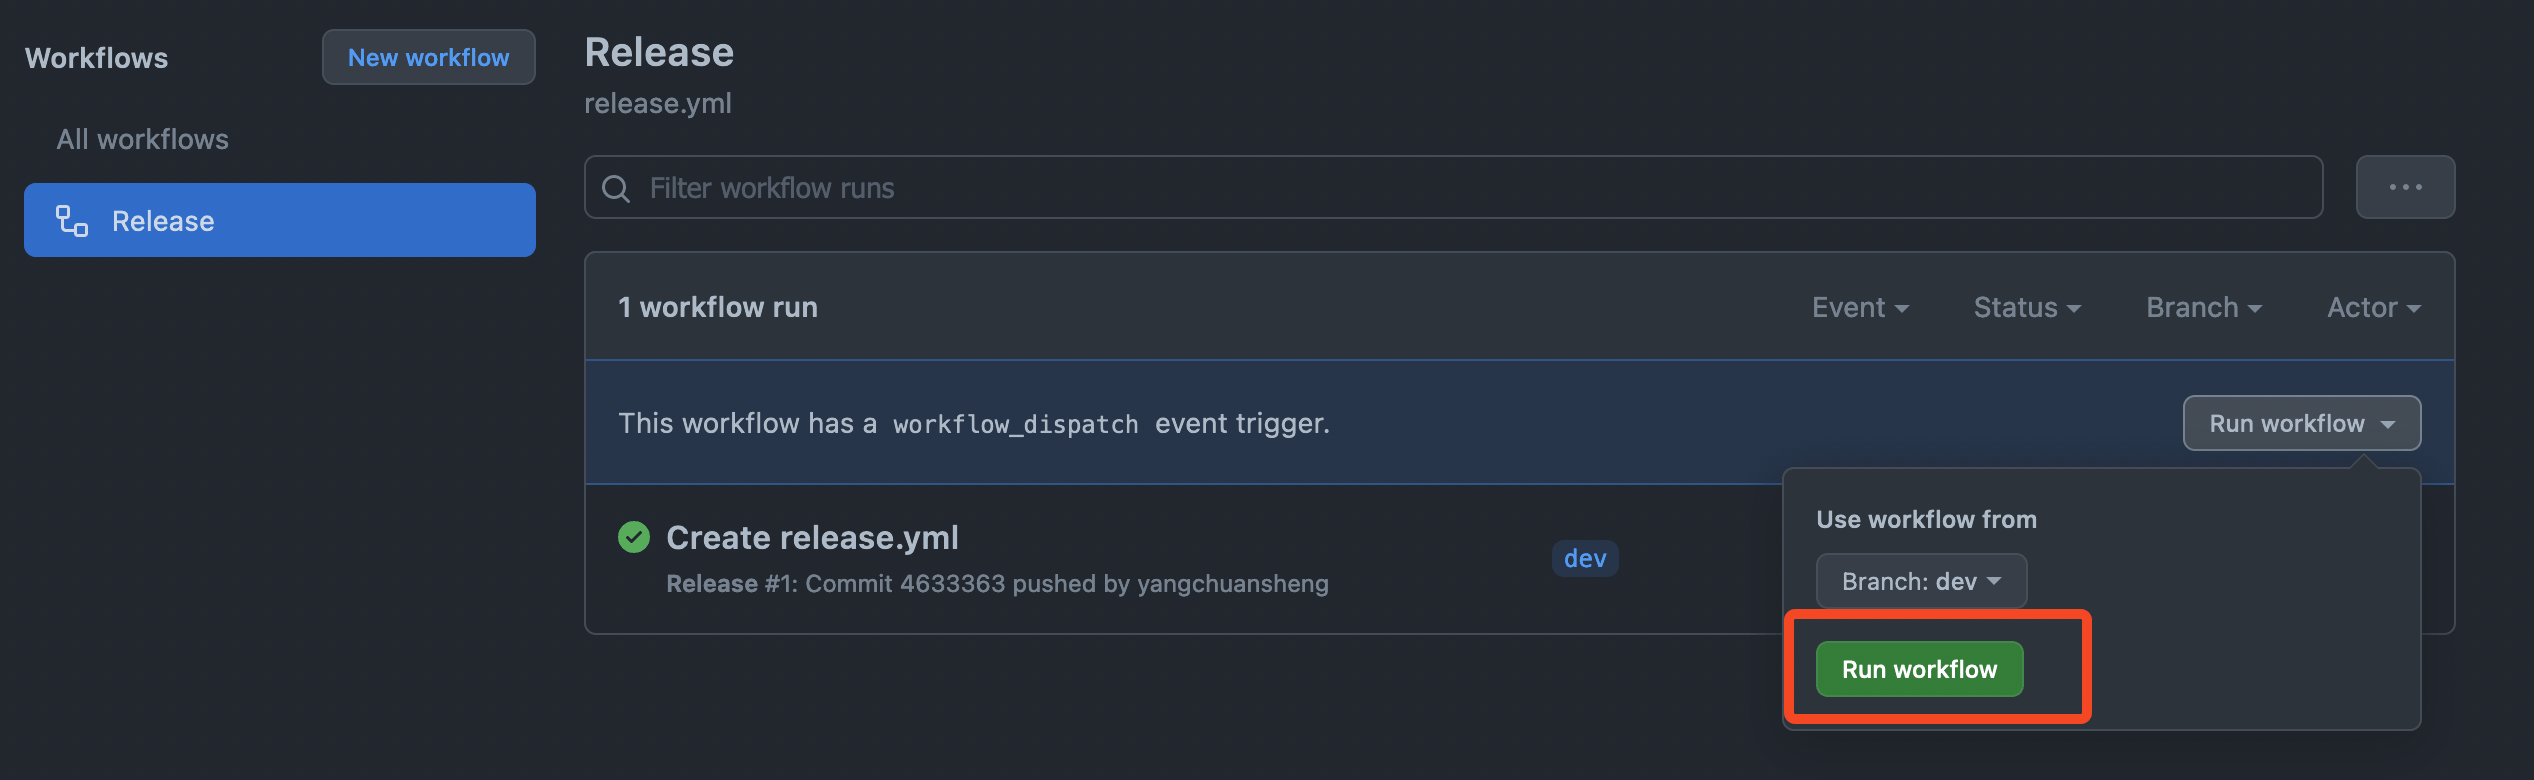 Workflows
New workflow
All workflows
Release
Release
release.yml
Filter workflow runs
1 workflow run
Event
Status
Branch
Actor
This workflow has a workflow_dispatch event trigger.
Run workflow
Create release.yml
Release #1: Commit 4633363 pushed by yangchuansheng
dev
Use workflow from
Branch: dev
Run workflow